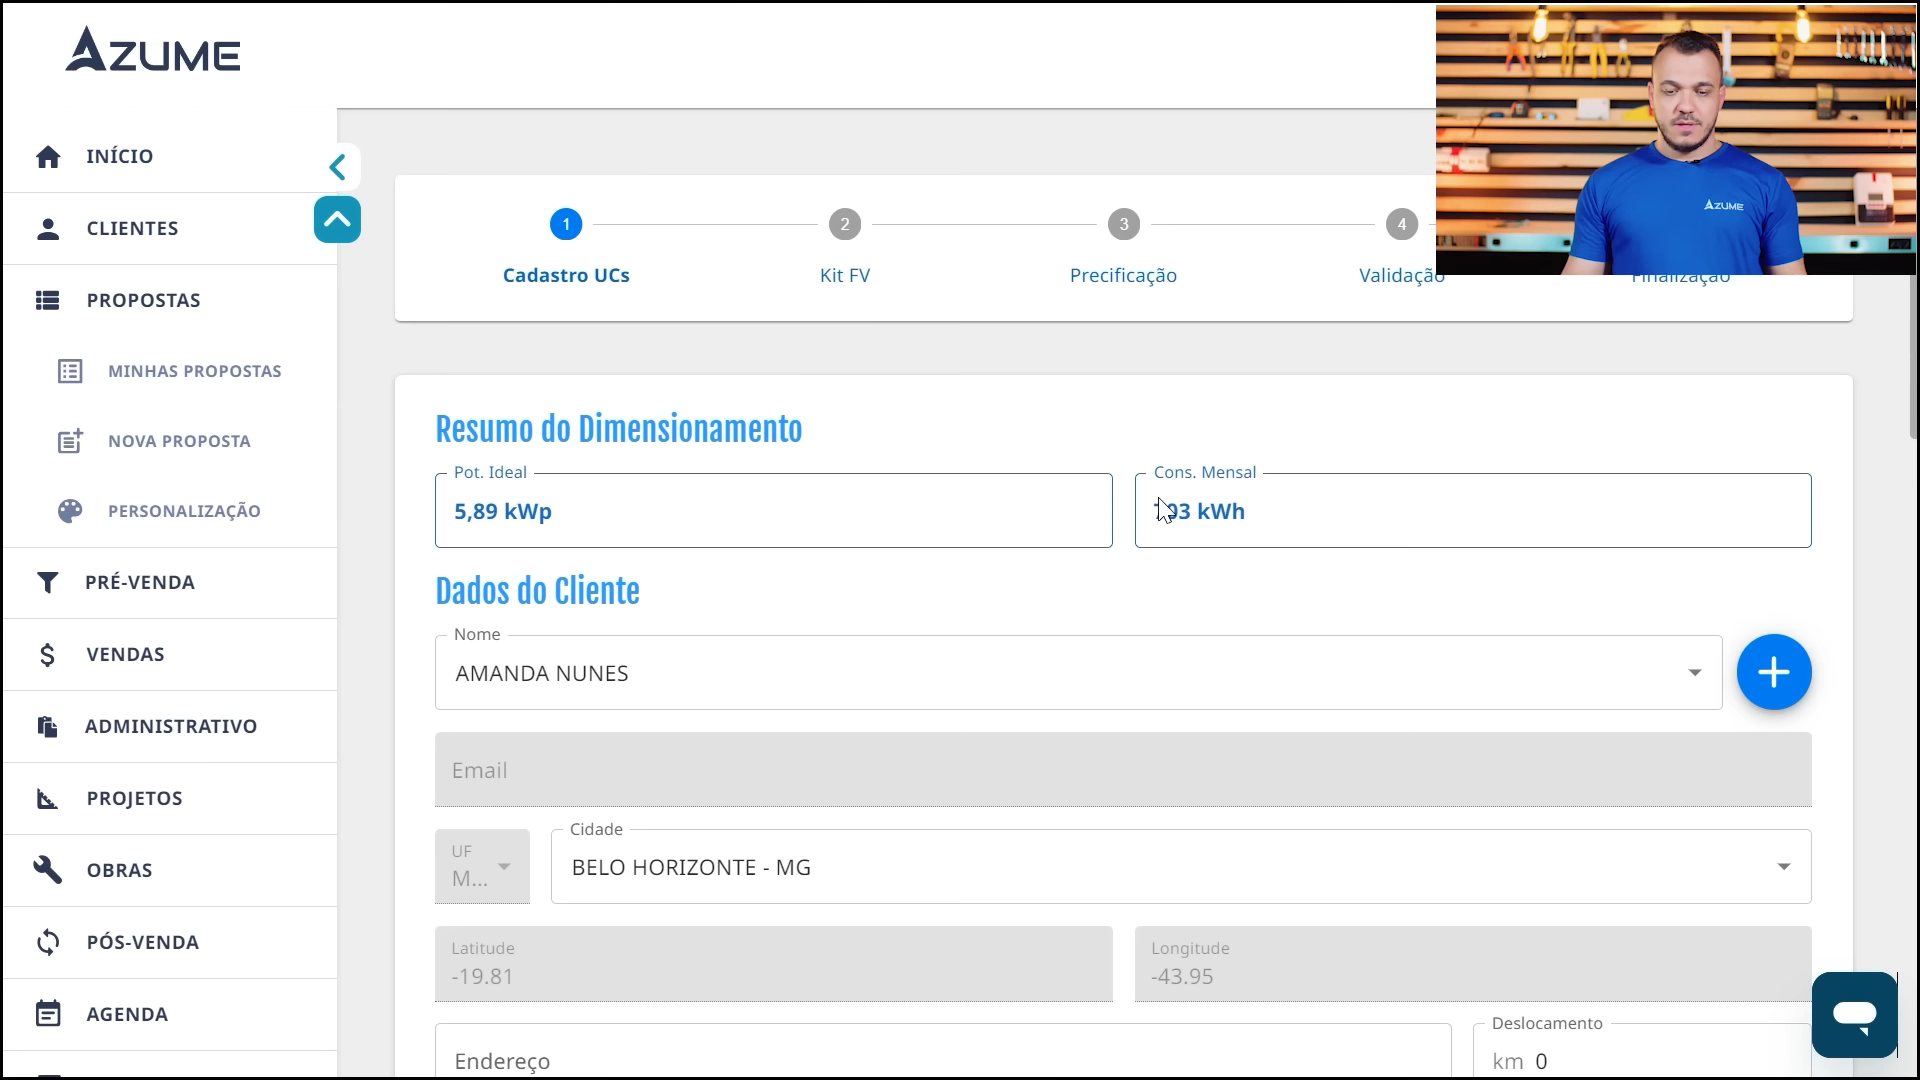 AZUME
INÍCIO
CLIENTES
PROPOSTAS
MINHAS PROPOSTAS
NOVA PROPOSTA
PERSONALIZAÇÃO
PRÉ-VENDA
VENDAS
ADMINISTRATIVO
PROJETOS
OBRAS
PÓS-VENDA
AGENDA
1
2
3
4
Cadastro UCs
Kit FV
Precificação
Validação
Finalização
AZUME
Resumo do Dimensionamento
Pot. Ideal
5,89 kWp
Cons. Mensal
kWh
Dados do Cliente
Nome
AMANDA NUNES
Email
UF
M...
Cidade
BELO HORIZONTE - MG
Latitude
-19.81
Longitude
-43.95
Endereço
Deslocamento
km 0